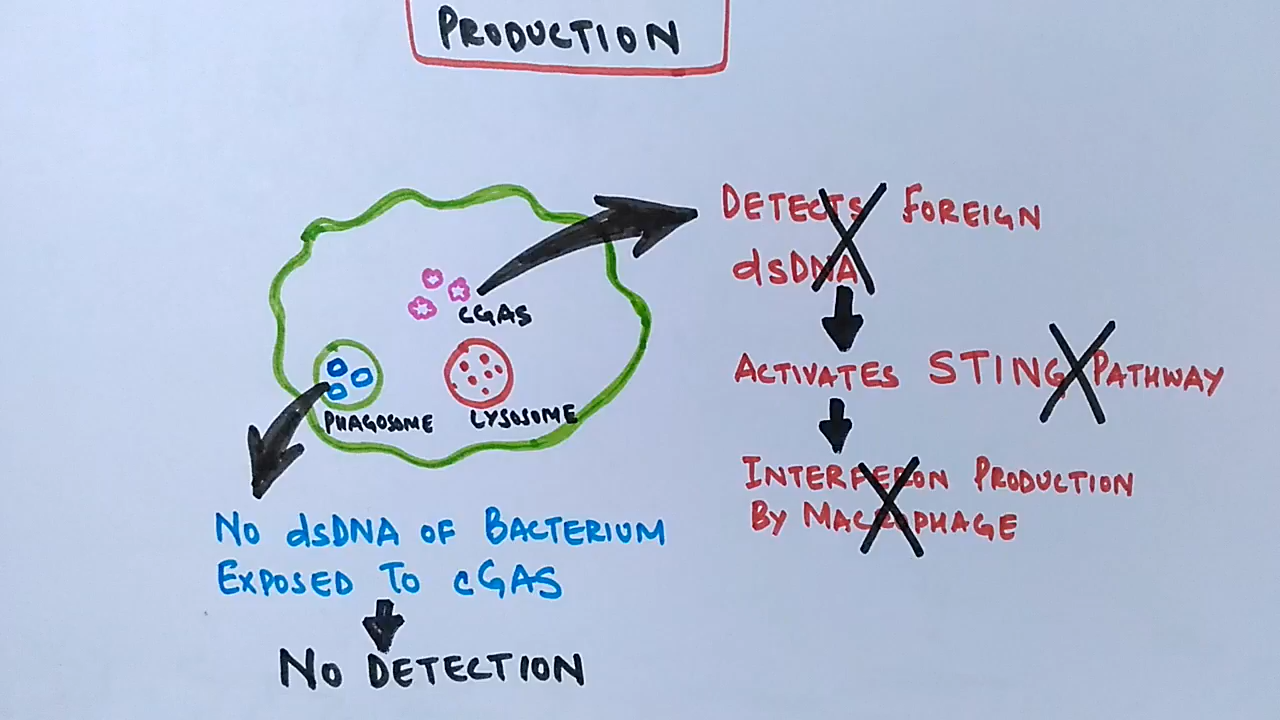 PRODUCTION
DETECTS FOREIGN
dsDNA
cGAS
ACTIVATES STING PATHWAY
PHAGOSOME
LYSOSOME
INTERFERON PRODUCTION
BY MACROPHAGE
NO dsDNA OF BACTERIUM
EXPOSED TO cGAS
NO DETECTION